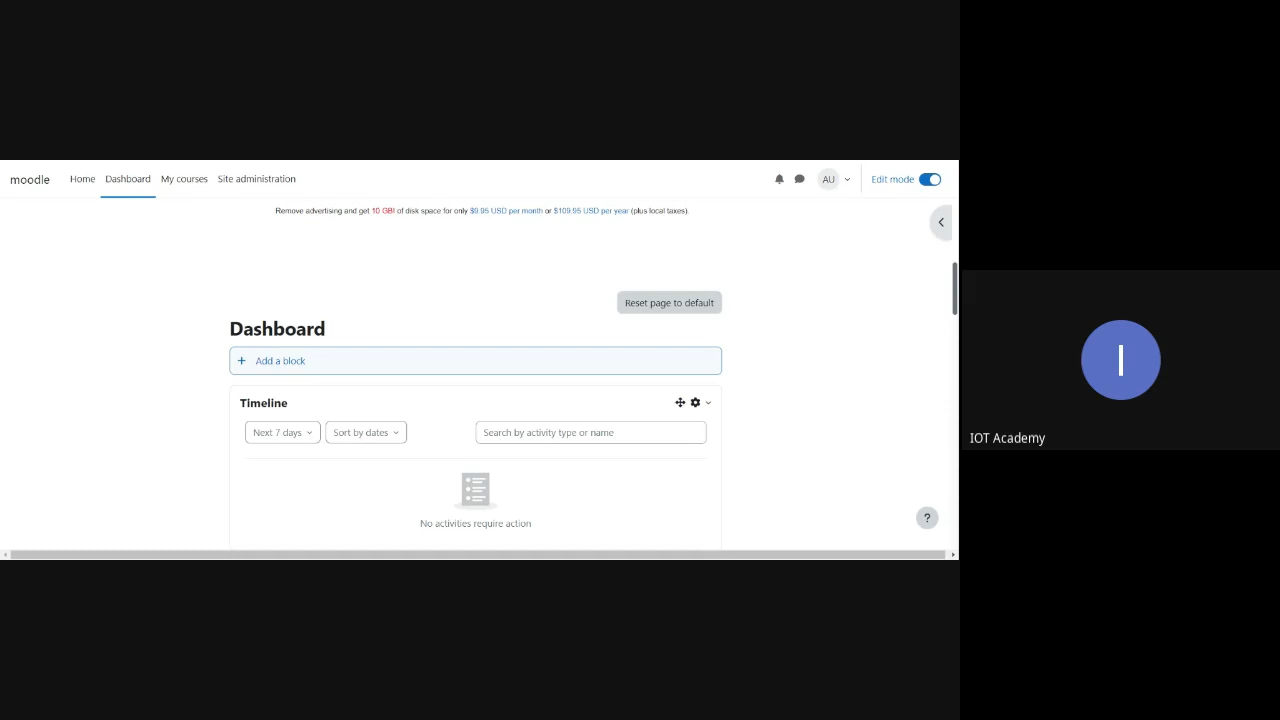 moodle Home Dashboard My courses Site administration AU Edit mode
Remove advertising and get 10 GB! of disk space for only $9.95 USD per month or $109.95 USD per year (plus local taxes).
Reset page to default
Dashboard
+ Add a block
Timeline
Next 7 days Sort by dates Search by activity type or name
No activities require action
?
I
IOT Academy